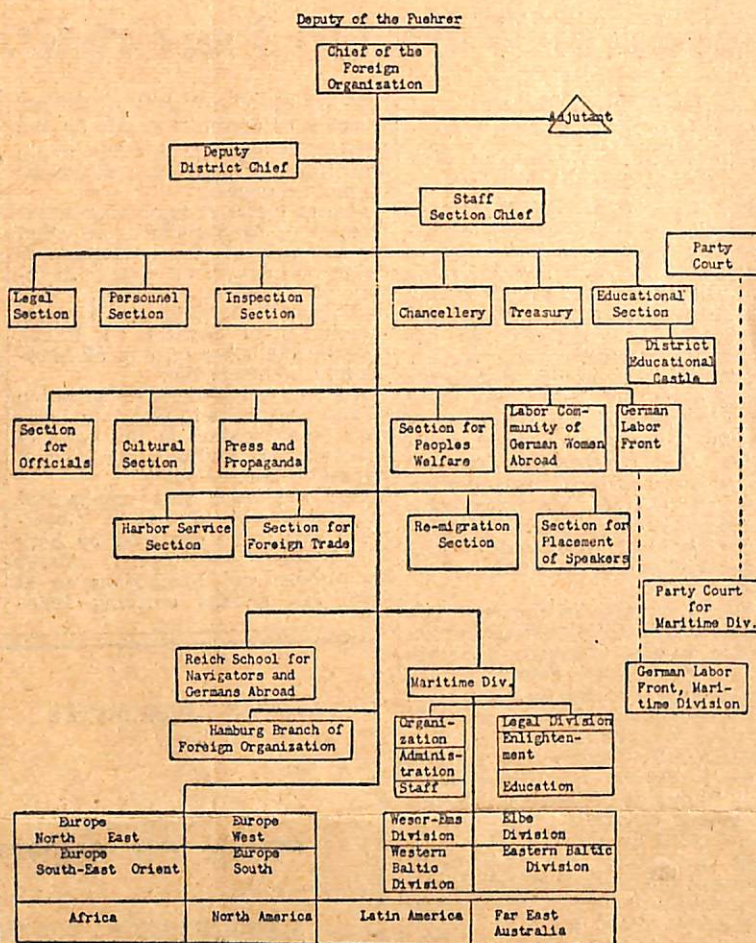 Deputy of the Fuehrer
Chief of the
Foreign
Organization
Adjutant
Deputy
District Chief
Staff
Section Chief
Party
Court
Legal
Section
Personnel
Section
Inspection
Section
Chancellery
Treasury
Educational
Section
District
Educational
Castle
Section
for
Officials
Cultural
Section
Press and
Propaganda
Section for
Peoples
Welfare
Labor Com-
munity of
German Women
Abroad
German
Labor
Front
Harbor Service
Section
Section for
Foreign Trade
Re-migration
Section
Section for
Placement
of Speakers
Party Court
for
Maritime Div.
Reich School for
Navigators and
Germans Abroad
Maritime Div.
German Labor
Front, Mari-
time Division
Hamburg Branch of
Foreign Organization
Organi-
zation
Adminis-
tration
Staff
Legal Division
Enlighten-
ment
Education
Europe
North East
Europe
West
Weser-Ems
Division
Elbe
Division
Europe
South-East Orient
Europe
South
Western
Baltic
Division
Eastern Baltic
Division
Africa
North America
Latin America
Far East
Australia